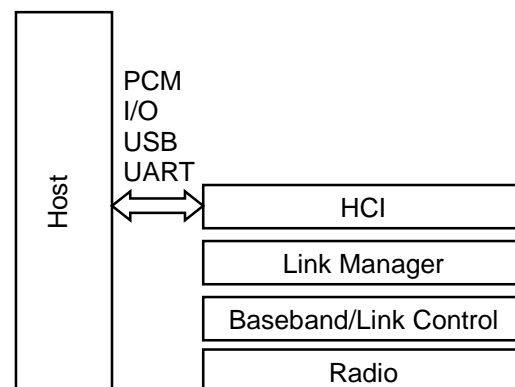 Host
PCM
I/O
USB
UART
HCI
Link Manager
Baseband/Link Control
Radio